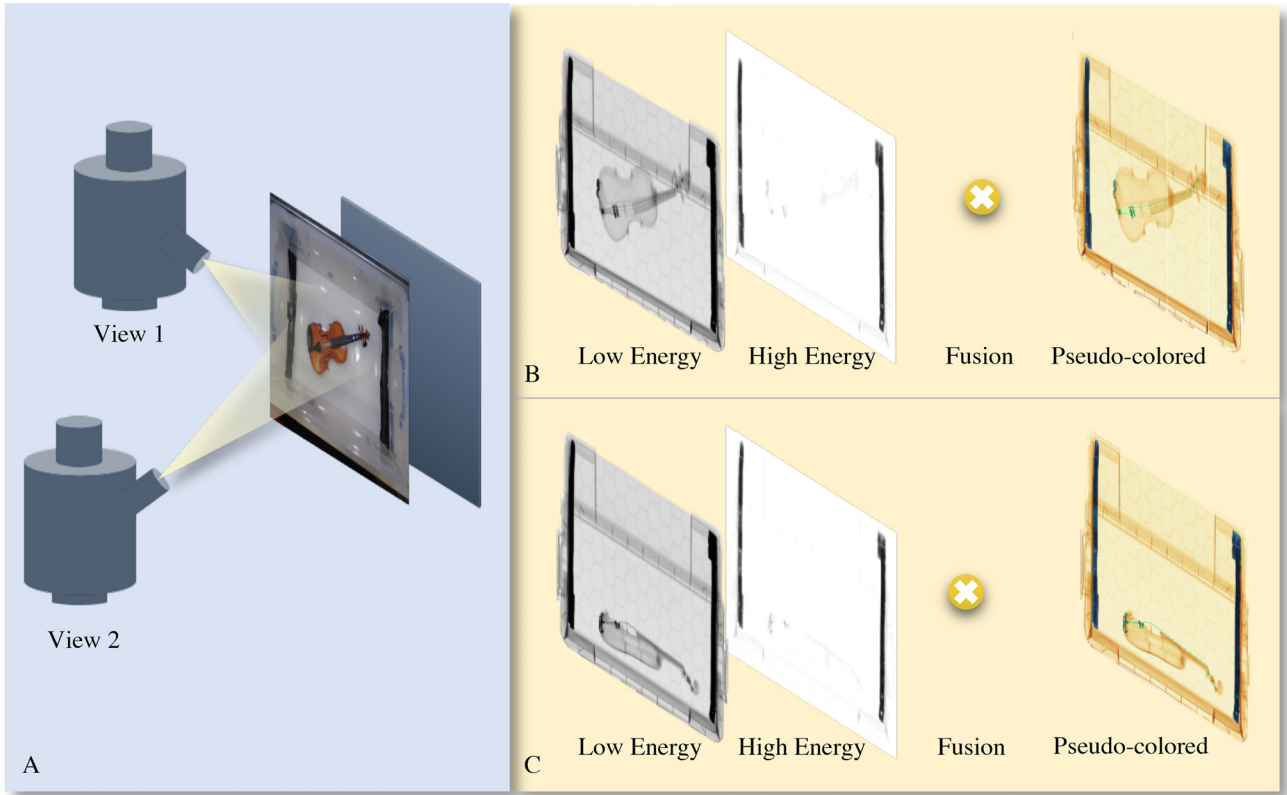 View 1
View 2
A
Low Energy High Energy Fusion Pseudo-colored
B
Low Energy High Energy Fusion Pseudo-colored
C